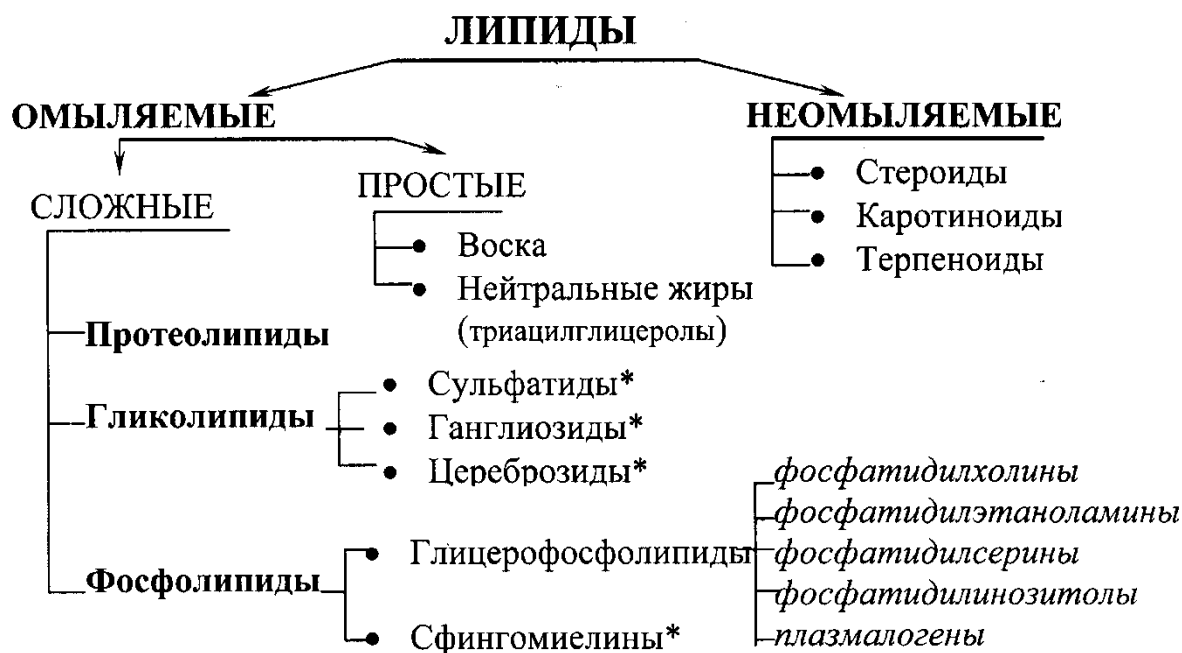 ЛИПИДЫ
ОМЫЛЯЕМЫЕ
НЕОМЫЛЯЕМЫЕ
СЛОЖНЫЕ
ПРОСТЫЕ
• Стероиды
• Каротиноиды
• Терпеноиды
• Воска
• Нейтральные жиры
(триацилглицеролы)
Протеолипиды
Гликолипиды
• Сульфатиды*
• Ганглиозиды*
• Цереброзиды*
Фосфолипиды
• Глицерофосфолипиды
• Сфингомиелины*
фосфатидилхолины
фосфатидилэтаноламины
фосфатидилсерины
фосфатидилинозитолы
плазмалогены